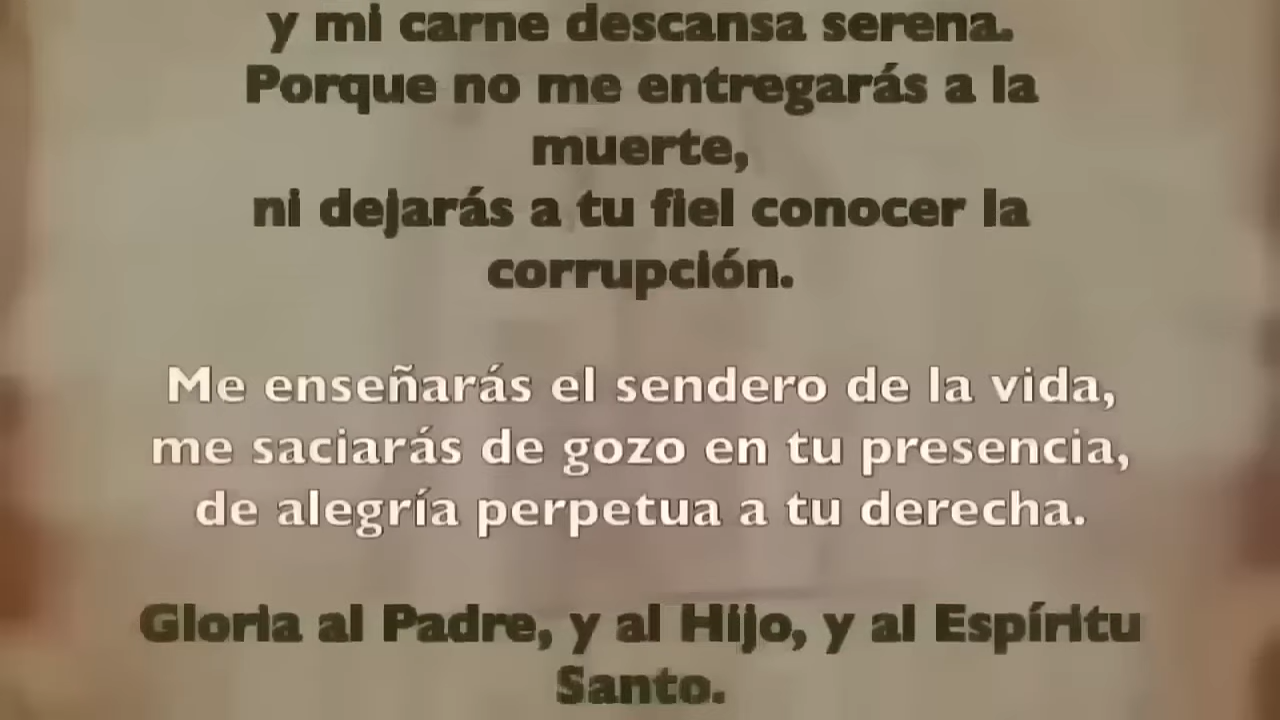 y mi carne descansa serena.
Porque no me entregarás a la
muerte,
ni dejarás a tu fiel conocer la
corrupción.
Me enseñarás el sendero de la vida,
me saciarás de gozo en tu presencia,
de alegría perpetua a tu derecha.
Gloria al Padre, y al Hijo, y al Espíritu
Santo.